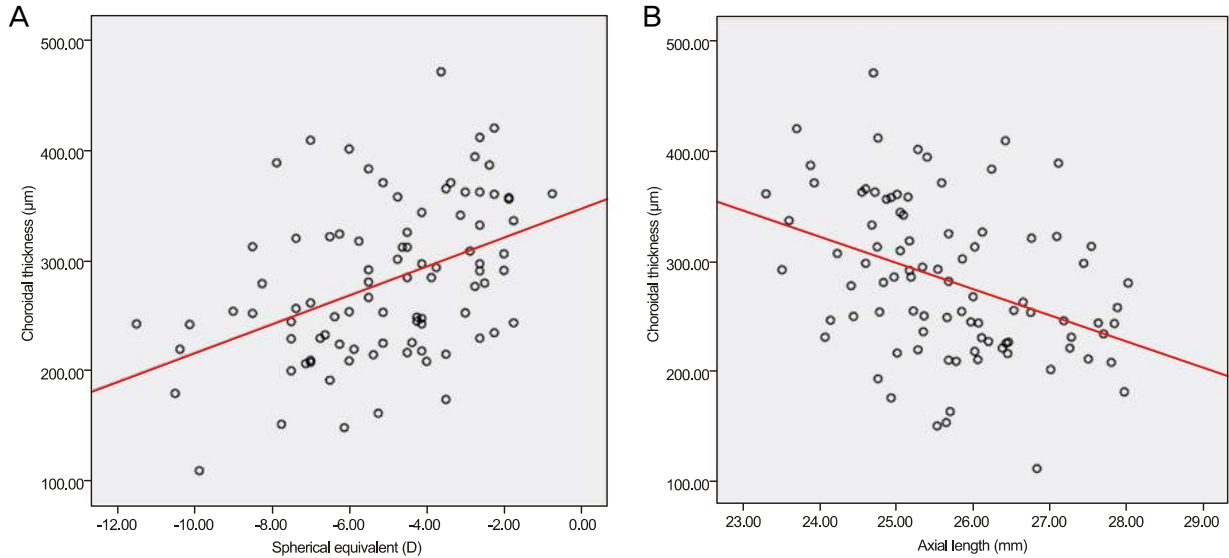 A
500.00
400.00
300.00
200.00
100.00
Choroidal thickness (µm)
-12.00 -10.00 -8.00 -6.00 -4.00 -2.00 0.00
Spherical equivalent (D)
B
500.00
400.00
300.00
200.00
100.00
Choroidal thickness (µm)
23.00 24.00 25.00 26.00 27.00 28.00 29.00
Axial length (mm)